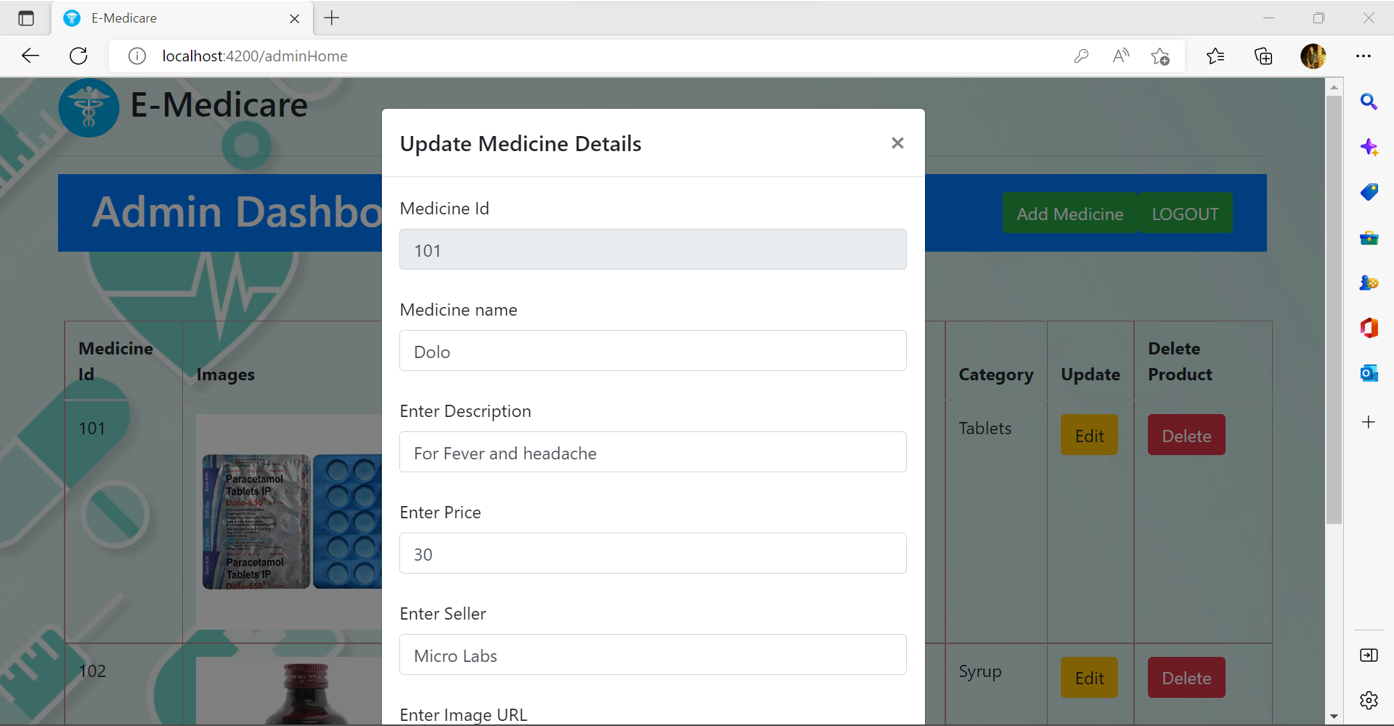 E-Medicare
localhost:4200/adminHome
E-Medicare
Update Medicine Details
Admin Dashbo
Add Medicine
LOGOUT
Medicine Id
101
Medicine name
Dolo
Enter Description
For Fever and headache
Enter Price
30
Enter Seller
Micro Labs
Enter Image URL
Medicine
Id
Images
Category
Update
Delete
Product
101
Paracetamol
Tablets IP
Dolo-650
Paracetamol
Tablets IP
Dolo-650
Tablets
Edit
Delete
102
Syrup
Edit
Delete